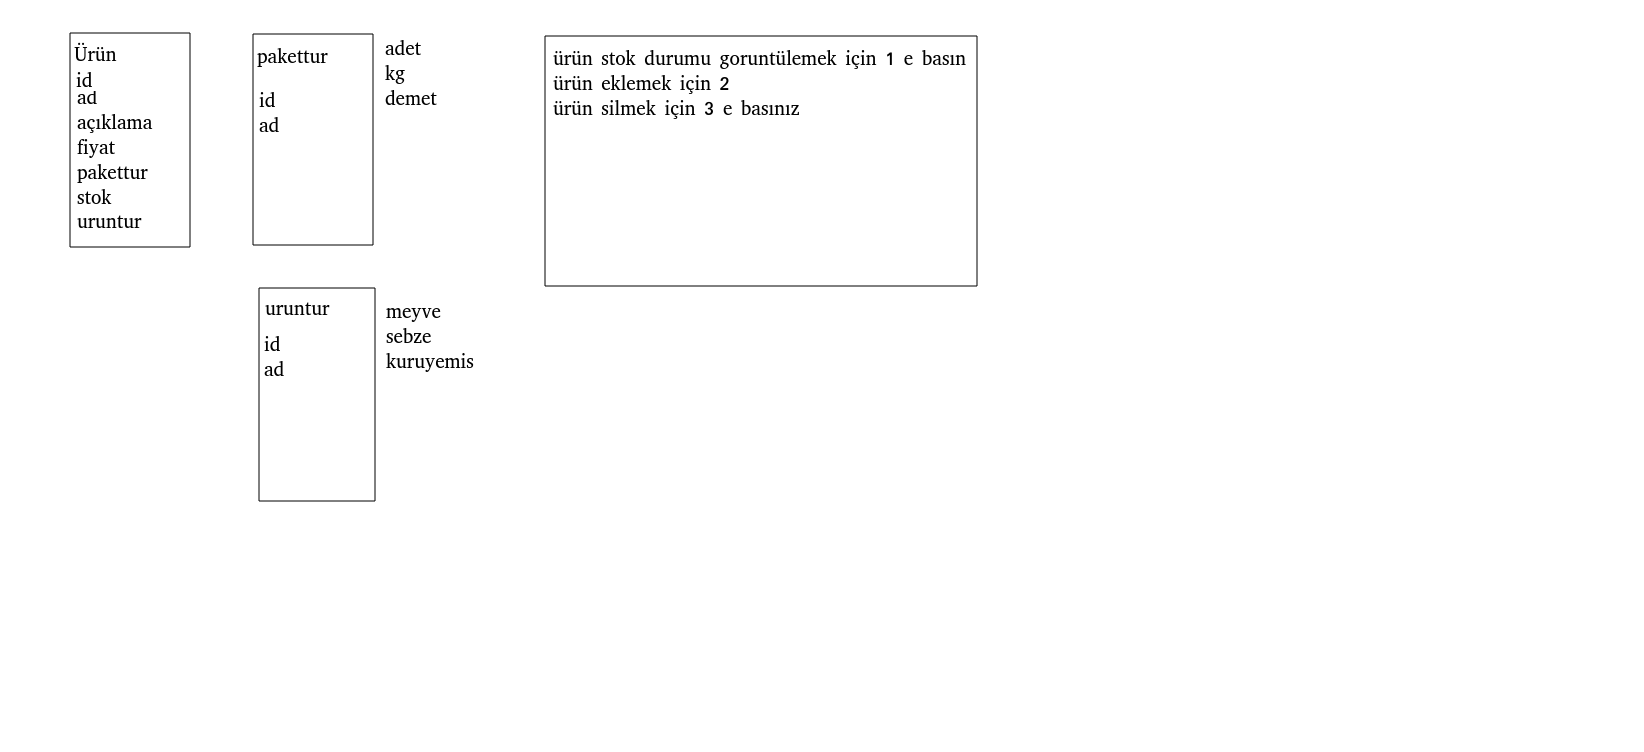 Ürün
id
ad
açıklama
fiyat
pakettur
stok
uruntur
pakettur
id
ad
adet
kg
demet
uruntur
id
ad
meyve
sebze
kuruyemis
ürün stok durumu goruntülemek için 1 e basın
ürün eklemek için 2
ürün silmek için 3 e basınız